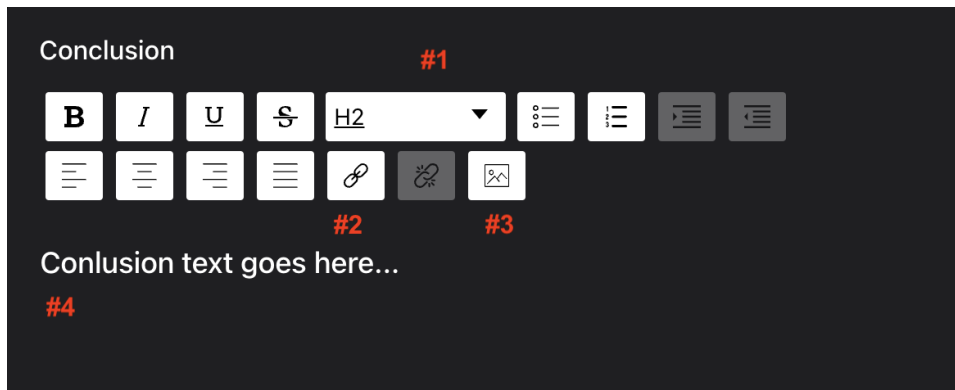 Conclusion
#1
B I U S H2
#2 #3
Conlusion text goes here...
#4